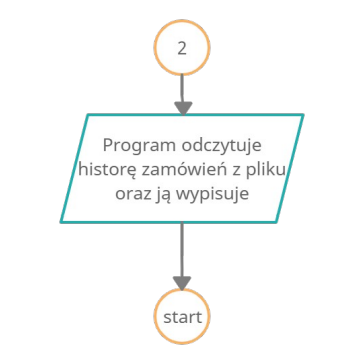 2
Program odczytuje
historę zamówień z pliku
oraz ją wypisuje
start